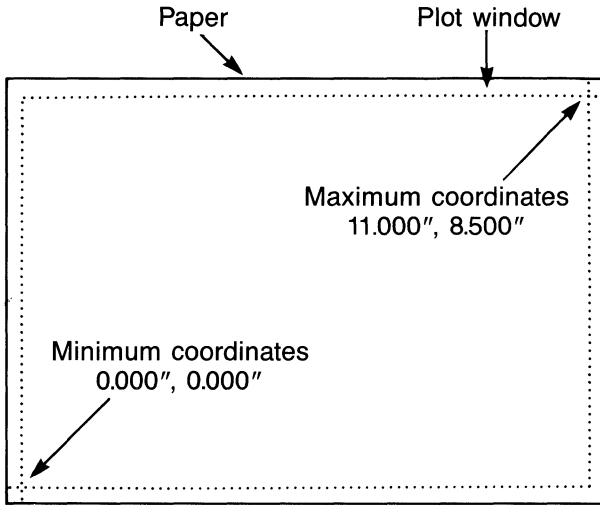 Paper
Plot window
Maximum coordinates
11.000″, 8.500″
Minimum coordinates
0.000″, 0.000″